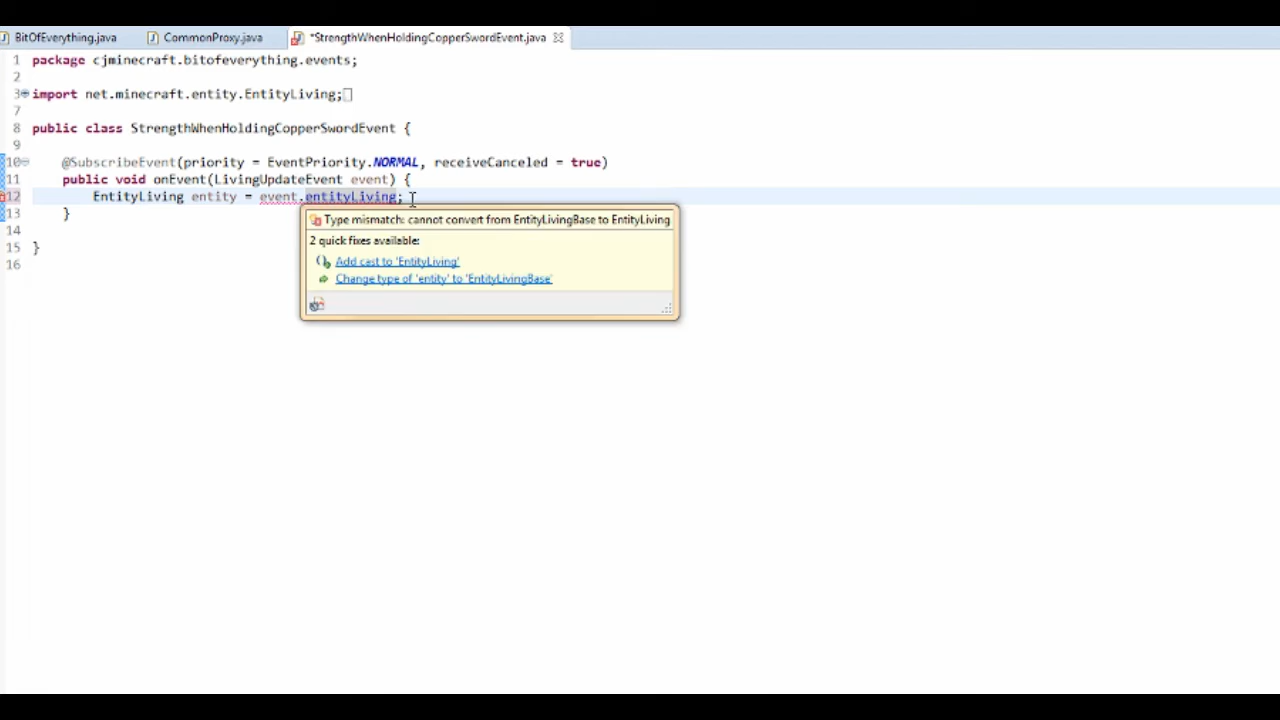 BitOfEverything.java CommonProxy.java *StrengthWhenHoldingCopperSwordEvent.java
1 package cjminecraft.bitofeverything.events;
2
3 import net.minecraft.entity.EntityLiving;
7
8 public class StrengthWhenHoldingCopperSwordEvent {
9
10 @SubscribeEvent(priority = EventPriority.NORMAL, receiveCanceled = true)
11 public void onEvent(LivingUpdateEvent event) {
12 EntityLiving entity = event.entityLiving;
13 }
Type mismatch: cannot convert from EntityLivingBase to EntityLiving
14
2 quick fixes available:
15 }
Add cast to 'EntityLiving'
16
Change type of 'entity' to 'EntityLivingBase'